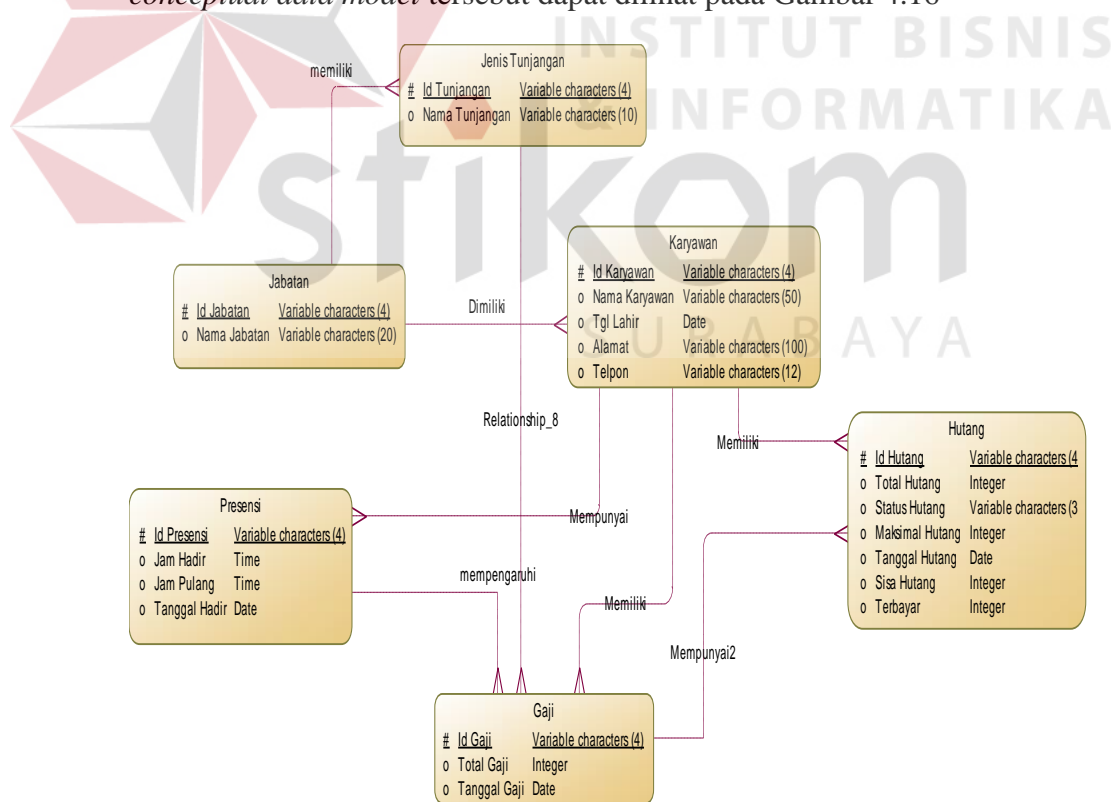 conceptual data model tersebut dapat dilihat pada Gambar 4.16
INSTITUT BISNIS
& INFORMATIKA
stikom
SURABAYA
memiliki
Jenis Tunjangan
# Id Tunjangan Variable characters (4)
o Nama Tunjangan Variable characters (10)
Jabatan
# Id Jabatan Variable characters (4)
o Nama Jabatan Variable characters (20)
Dimiliki
Karyawan
# Id Karyawan Variable characters (4)
o Nama Karyawan Variable characters (50)
o Tgl Lahir Date
o Alamat Variable characters (100)
o Telpon Variable characters (12)
Relationship_8
Memiliki
Hutang
# Id Hutang Variable characters (4
o Total Hutang Integer
o Status Hutang Variable characters (3
o Maksimal Hutang Integer
o Tanggal Hutang Date
o Sisa Hutang Integer
o Terbayar Integer
Presensi
# Id Presensi Variable characters (4)
o Jam Hadir Time
o Jam Pulang Time
o Tanggal Hadir Date
Mempunyai
mempengaruhi
Memiliki
Mempunyai2
Gaji
# Id Gaji Variable characters (4)
o Total Gaji Integer
o Tanggal Gaji Date